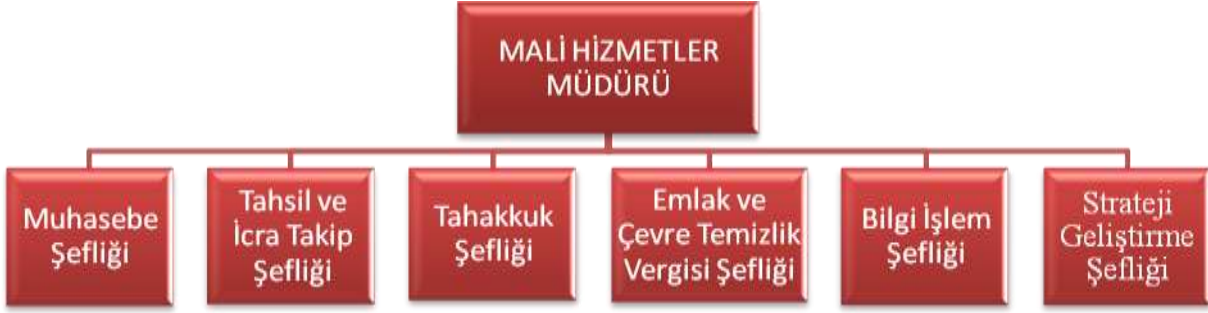 MALİ HİZMETLER
MÜDÜRÜ
Muhasebe
Şefliği
Tahsil ve
İcra Takip
Şefliği
Tahakkuk
Şefliği
Emlak ve
Çevre Temizlik
Vergisi Şefliği
Bilgi İşlem
Şefliği
Strateji
Geliştirme
Şefliği